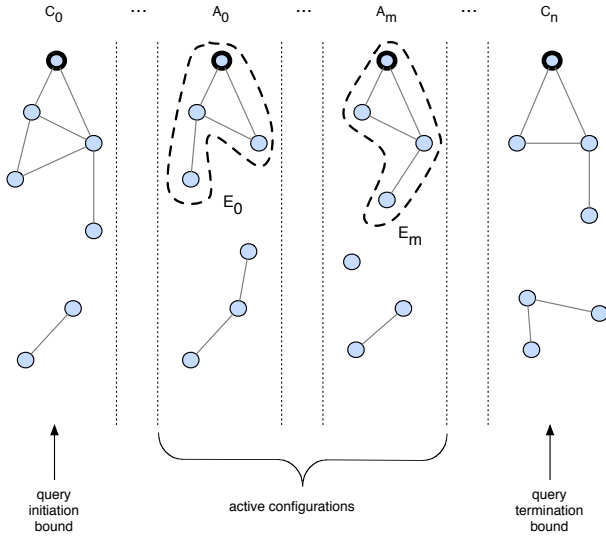 C0 ... A0 ... Am ... Cn
E0
Em
query
initiation
bound
active configurations
query
termination
bound